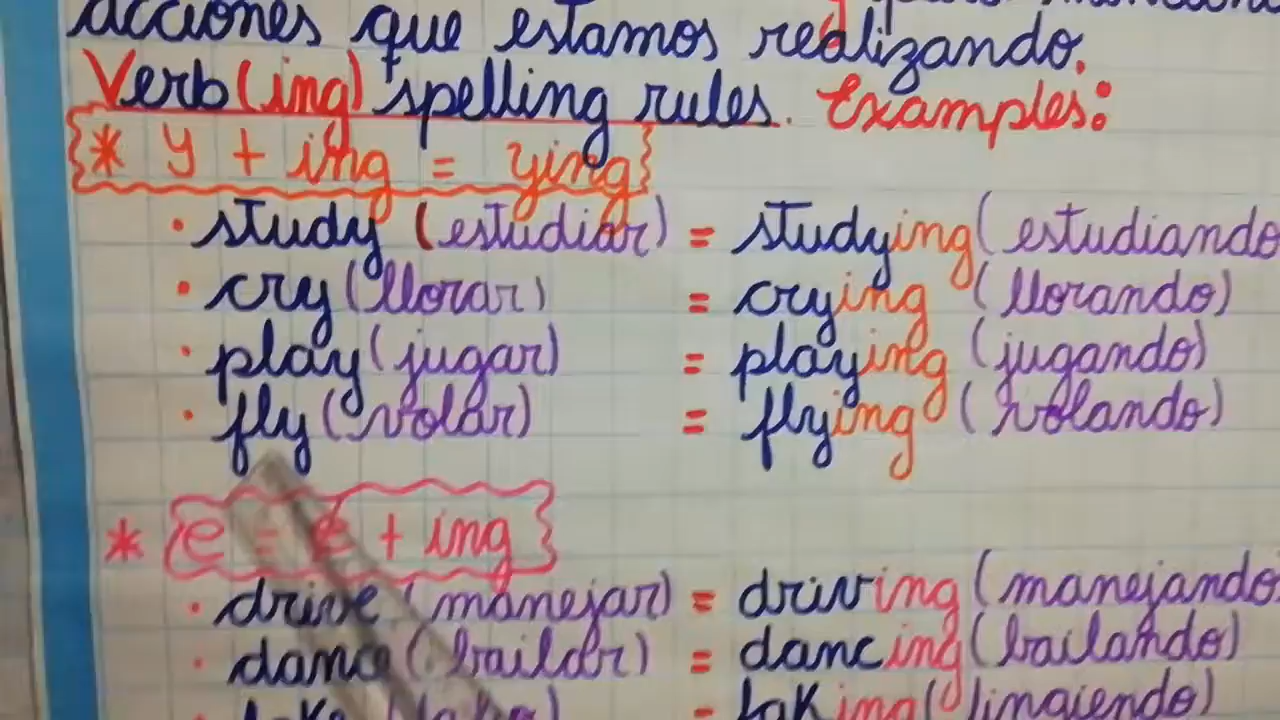 acciones que estamos realizando.
Verb(ing) spelling rules. Examples:
* y + ing = ying
· study (estudiar) = studying (estudiando
· cry (llorar) = crying (llorando)
· play (jugar) = playing (jugando)
· fly (volar) = flying (volando)
* e = e + ing
· drive (manejar) = driving (manejando
· dance (bailar) = dancing (bailando)